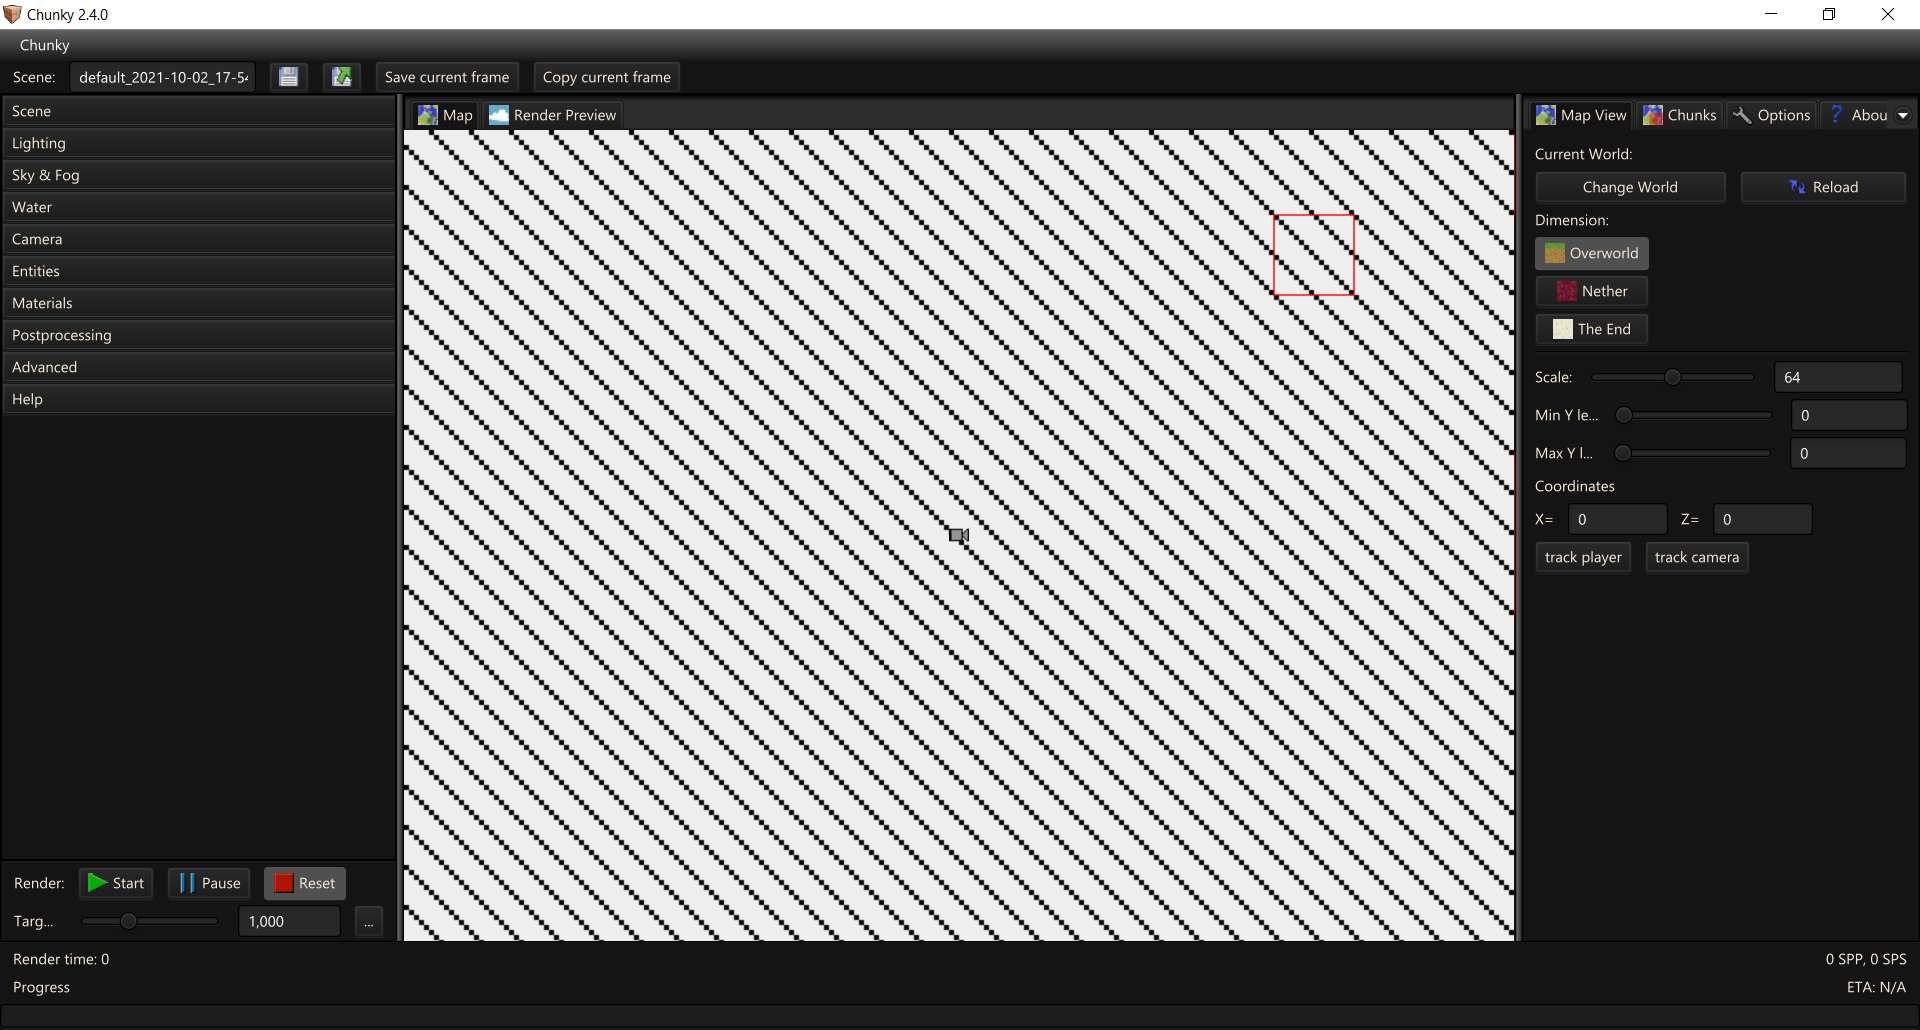 Chunky 2.4.0
Chunky
Scene: default_2021-10-02_17-54 Save current frame Copy current frame
Scene
Lighting
Sky & Fog
Water
Camera
Entities
Materials
Postprocessing
Advanced
Help
Render: Start Pause Reset
Targ... 1,000 ...
Map Render Preview
Map View Chunks Options ? Abou
Current World:
Change World Reload
Dimension:
Overworld
Nether
The End
Scale: 64
Min Y le... 0
Max Y l... 0
Coordinates
X= 0 Z= 0
track player track camera
Render time: 0 0 SPP, 0 SPS
Progress ETA: N/A